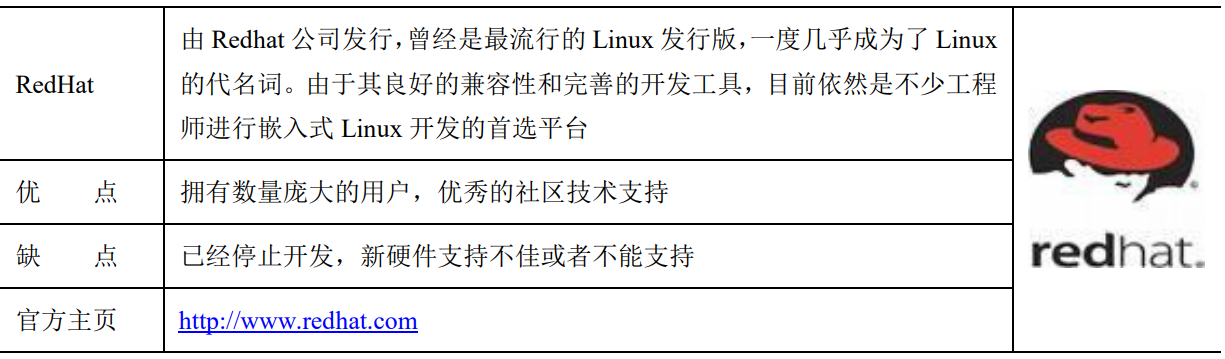 RedHat
由 Redhat 公司发行，曾经是最流行的 Linux 发行版，一度几乎成为了 Linux
的代名词。由于其良好的兼容性和完善的开发工具，目前依然是不少工程
师进行嵌入式 Linux 开发的首选平台
优 点
拥有数量庞大的用户，优秀的社区技术支持
缺 点
已经停止开发，新硬件支持不佳或者不能支持
官方主页
http://www.redhat.com
redhat.